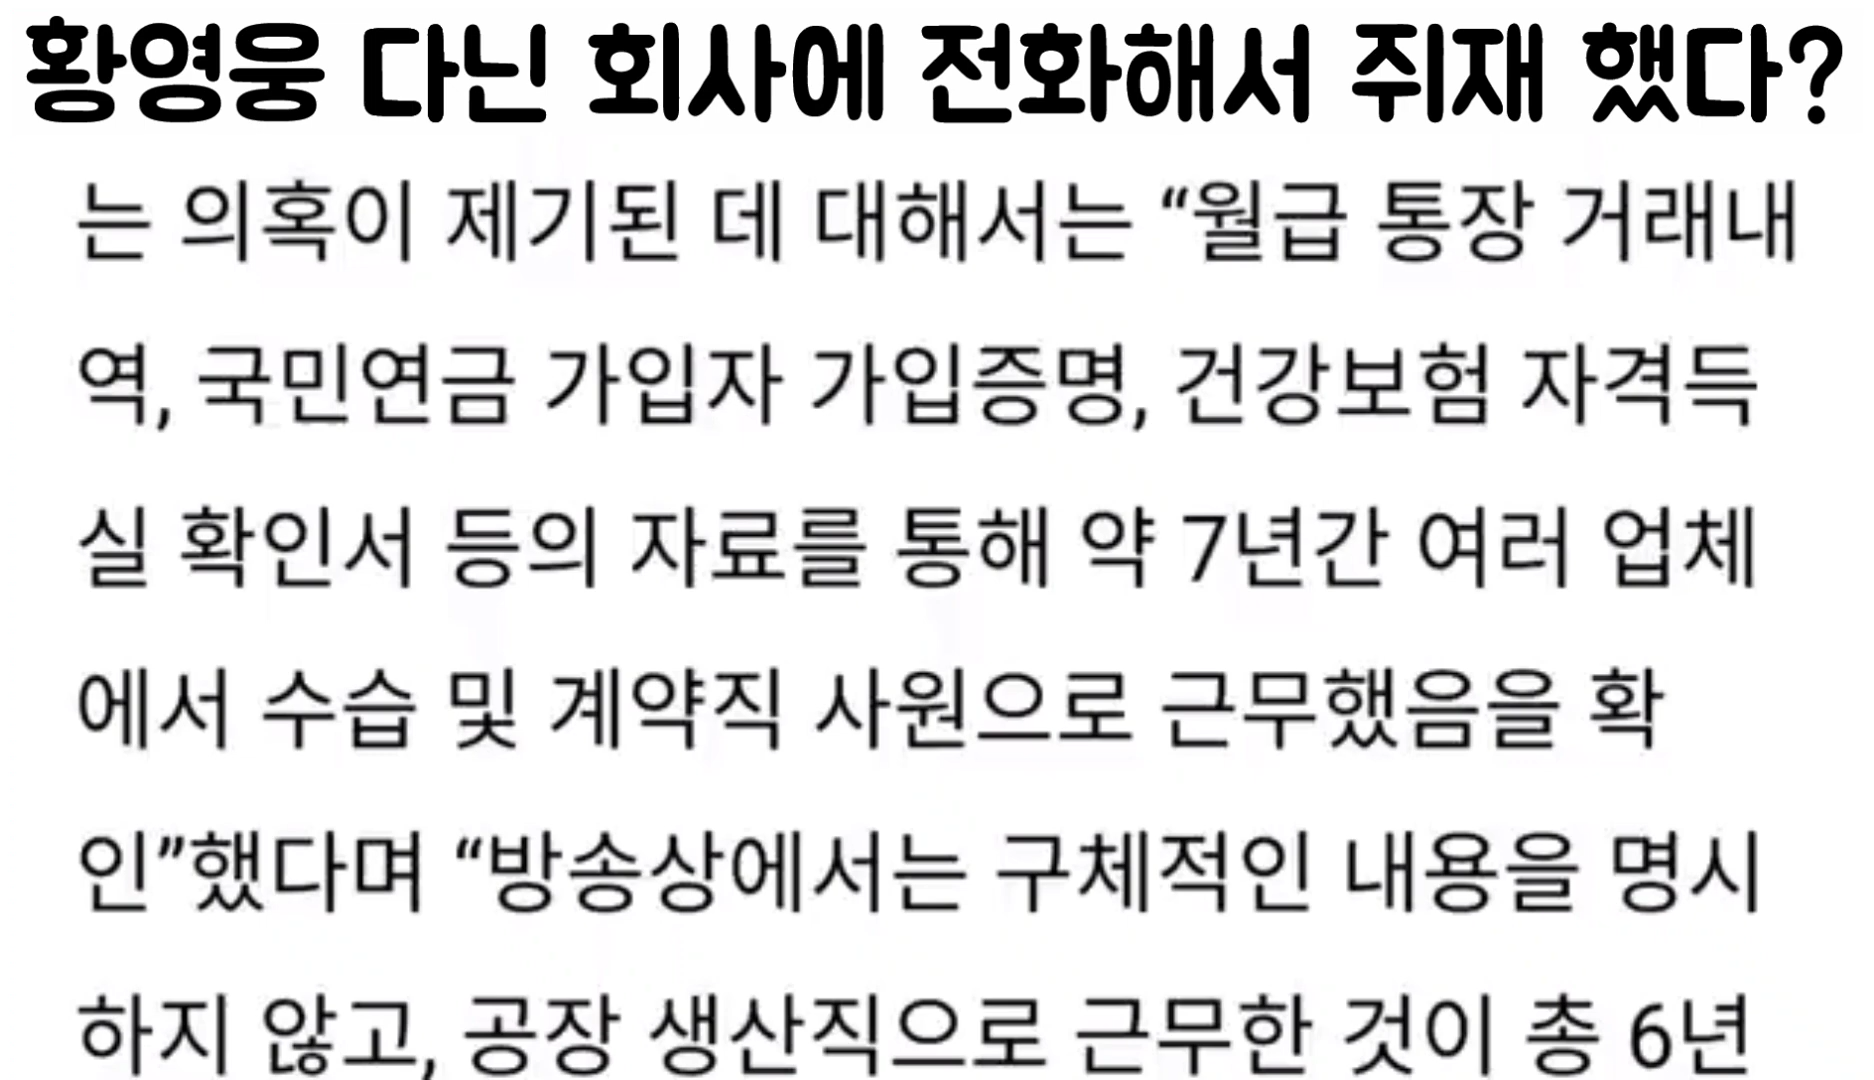 황영웅 다닌 회사에 전화해서 쥐재 했다?
는 의혹이 제기된 데 대해서는 “월급 통장 거래내
역, 국민연금 가입자 가입증명, 건강보험 자격득
실 확인서 등의 자료를 통해 약 7년간 여러 업체
에서 수습 및 계약직 사원으로 근무했음을 확
인”했다며 “방송상에서는 구체적인 내용을 명시
하지 않고, 공장 생산직으로 근무한 것이 총 6년